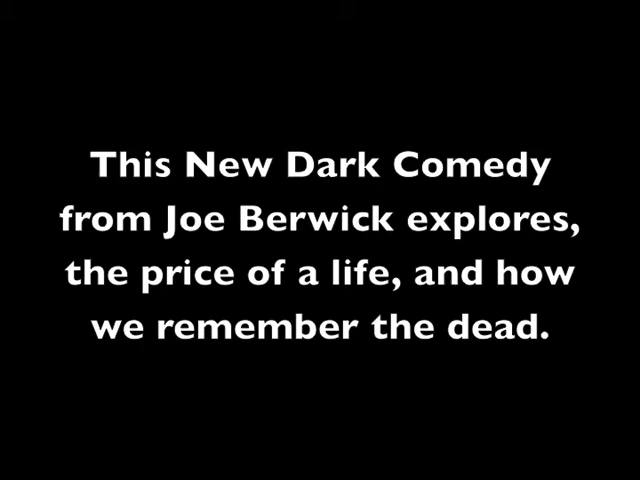 This New Dark Comedy
from Joe Berwick explores,
the price of a life, and how
we remember the dead.